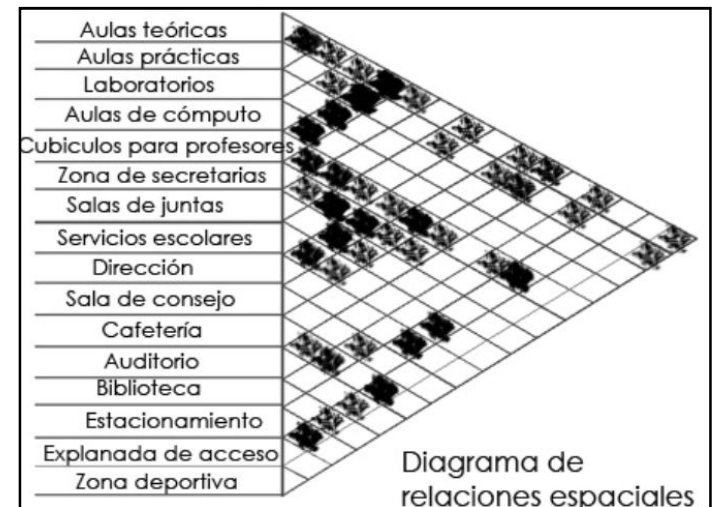 Aulas teóricas
Aulas prácticas
Laboratorios
Aulas de cómputo
Cubiculos para profesores
Zona de secretarias
Salas de juntas
Servicios escolares
Dirección
Sala de consejo
Cafetería
Auditorio
Biblioteca
Estacionamiento
Explanada de acceso
Zona deportiva
Diagrama de
relaciones espaciales